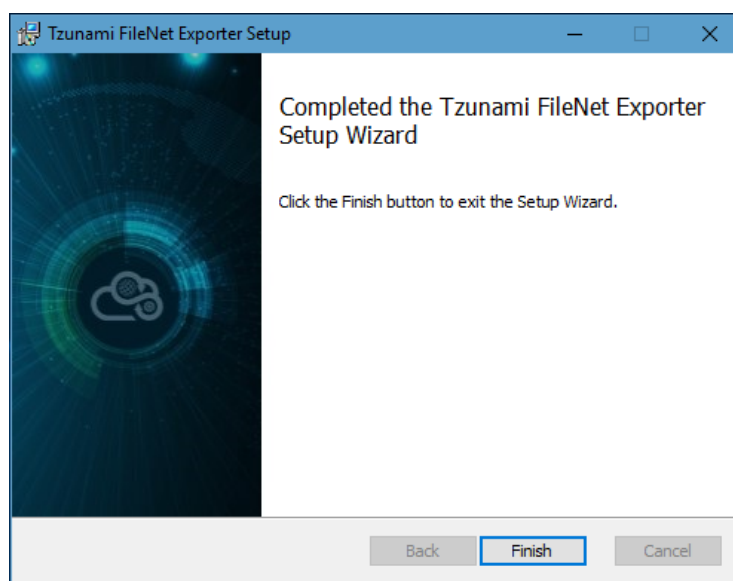 Tzunami FileNet Exporter Setup
Completed the Tzunami FileNet Exporter
Setup Wizard
Click the Finish button to exit the Setup Wizard.
Back
Finish
Cancel